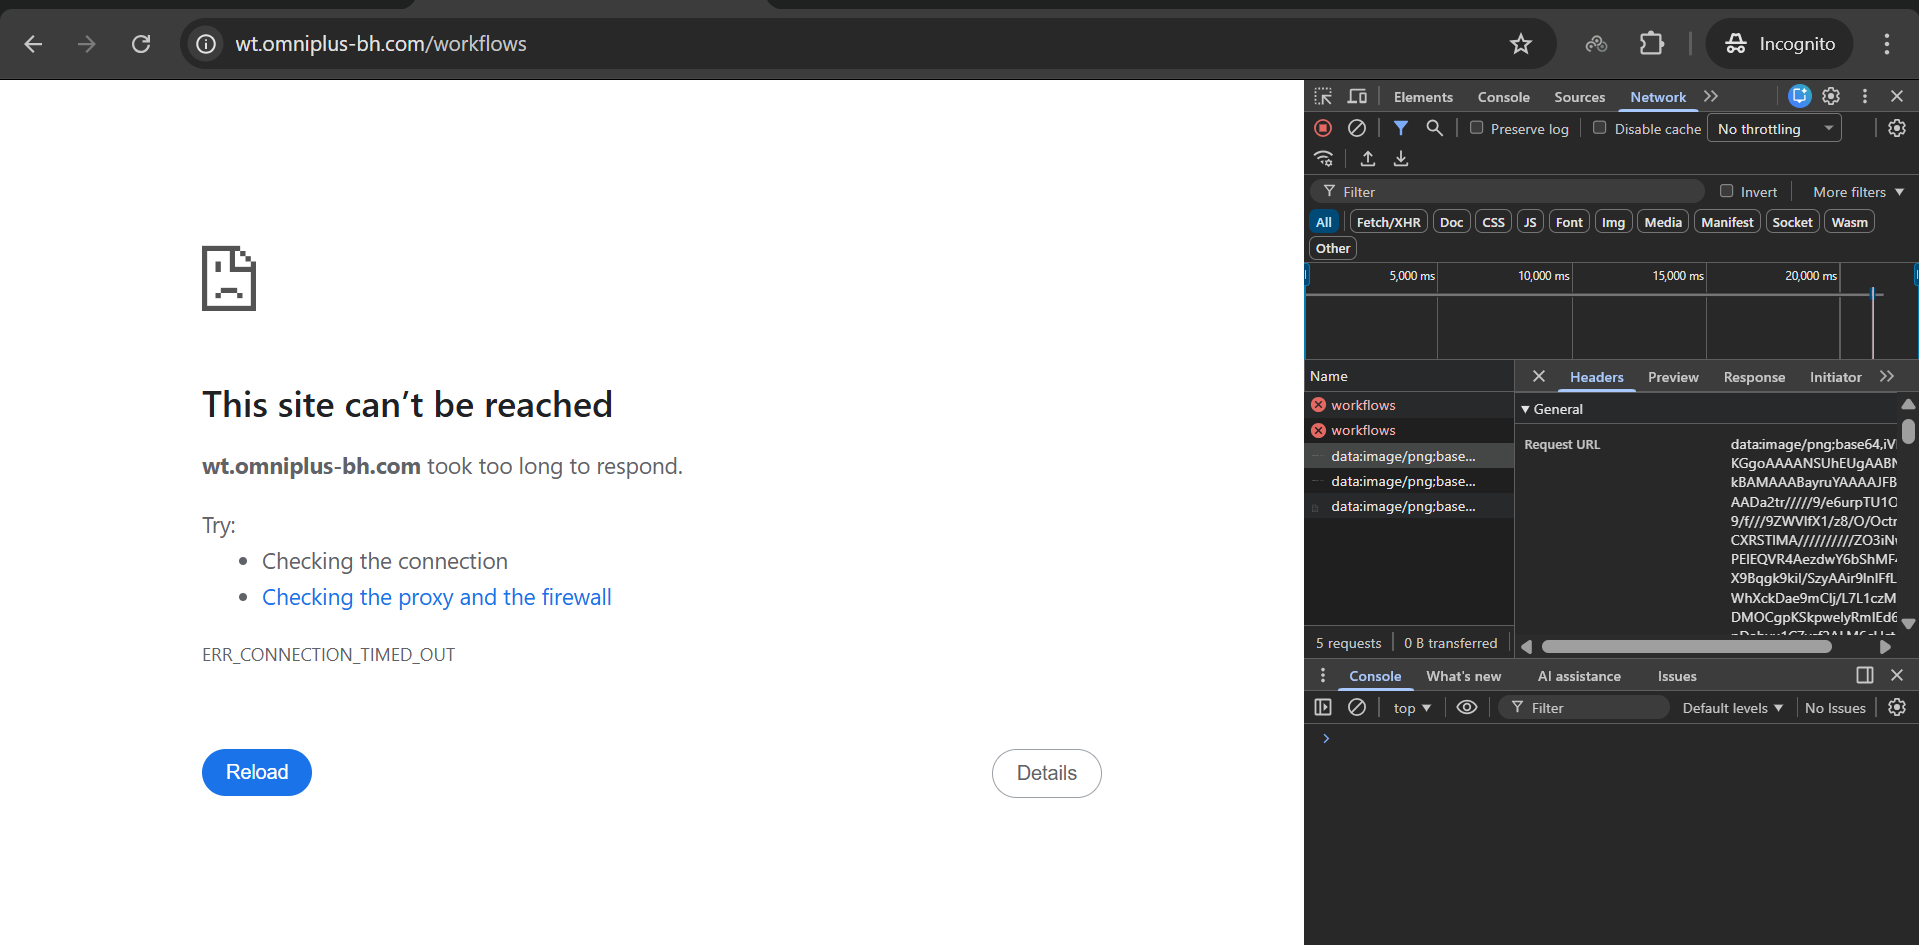 wt.omniplus-bh.com/workflows
Incognito
This site can’t be reached
wt.omniplus-bh.com took too long to respond.
Try:
Checking the connection
Checking the proxy and the firewall
ERR_CONNECTION_TIMED_OUT
Reload
Details
Elements Console Sources Network
Preserve log Disable cache No throttling
Filter Invert More filters
All Fetch/XHR Doc CSS JS Font Img Media Manifest Socket Wasm
Other
5,000 ms 10,000 ms 15,000 ms 20,000 ms
Name Headers Preview Response Initiator
workflows
workflows
data:image/png;base...
data:image/png;base...
data:image/png;base...
General
Request URL
5 requests 0 B transferred
Console What's new AI assistance Issues
top Filter Default levels No Issues